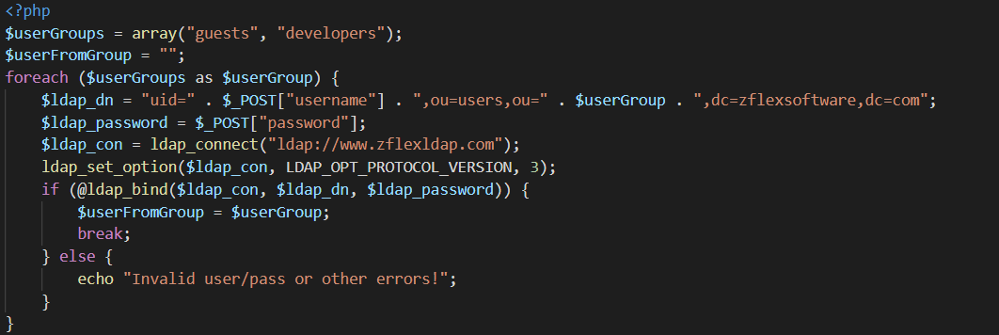 <?php
$userGroups = array("guests", "developers");
$userFromGroup = "";
foreach ($userGroups as $userGroup) {
    $ldap_dn = "uid=" . $_POST["username"] . ",ou=users,ou=" . $userGroup . ",dc=zflexsoftware,dc=com";
    $ldap_password = $_POST["password"];
    $ldap_con = ldap_connect("ldap://www.zflexldap.com");
    ldap_set_option($ldap_con, LDAP_OPT_PROTOCOL_VERSION, 3);
    if (@ldap_bind($ldap_con, $ldap_dn, $ldap_password)) {
        $userFromGroup = $userGroup;
        break;
    } else {
        echo "Invalid user/pass or other errors!";
    }
}